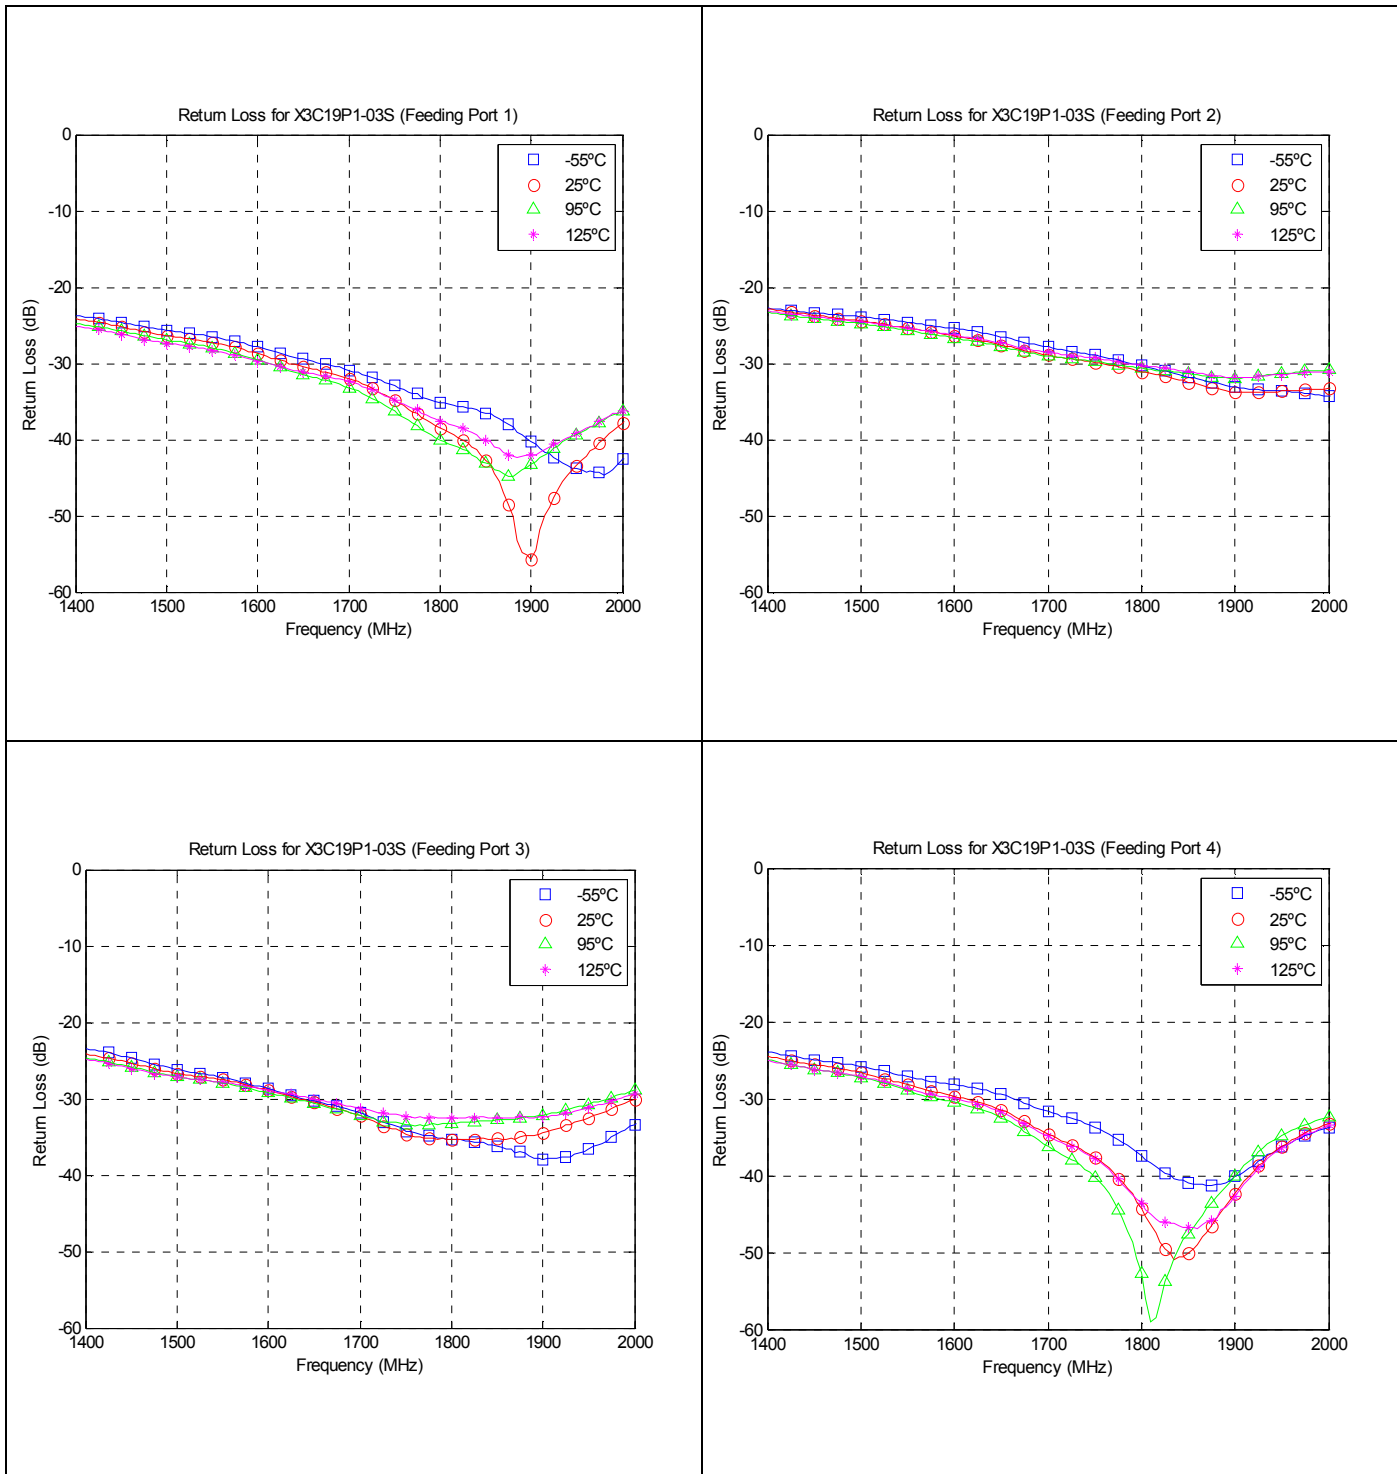 Return Loss for X3C19P1-03S (Feeding Port 1)
0
-10
-20
-30
-40
-50
-60
Return Loss (dB)
-55ºC
25ºC
95ºC
125ºC
1400 1500 1600 1700 1800 1900 2000
Frequency (MHz)
Return Loss for X3C19P1-03S (Feeding Port 2)
0
-10
-20
-30
-40
-50
-60
Return Loss (dB)
-55ºC
25ºC
95ºC
125ºC
1400 1500 1600 1700 1800 1900 2000
Frequency (MHz)
Return Loss for X3C19P1-03S (Feeding Port 3)
0
-10
-20
-30
-40
-50
-60
Return Loss (dB)
-55ºC
25ºC
95ºC
125ºC
1400 1500 1600 1700 1800 1900 2000
Frequency (MHz)
Return Loss for X3C19P1-03S (Feeding Port 4)
0
-10
-20
-30
-40
-50
-60
Return Loss (dB)
-55ºC
25ºC
95ºC
125ºC
1400 1500 1600 1700 1800 1900 2000
Frequency (MHz)